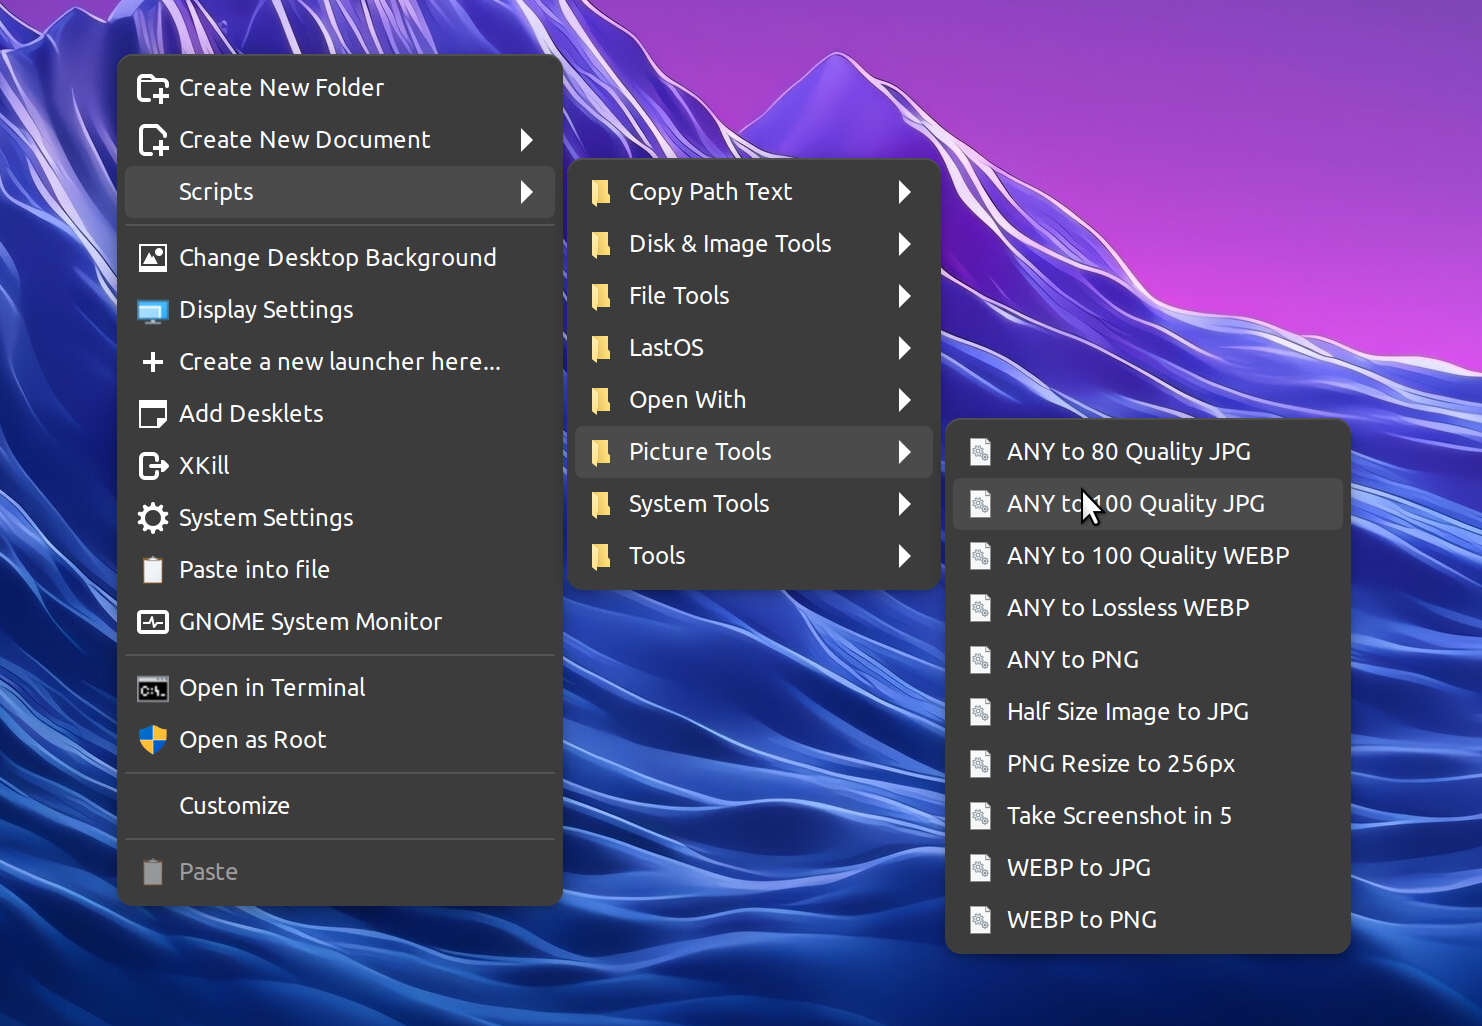 Create New Folder
Create New Document
Scripts
Change Desktop Background
Display Settings
Create a new launcher here...
Add Desklets
XKill
System Settings
Paste into file
GNOME System Monitor
Open in Terminal
Open as Root
Customize
Paste
Copy Path Text
Disk & Image Tools
File Tools
LastOS
Open With
Picture Tools
System Tools
Tools
ANY to 80 Quality JPG
ANY to 100 Quality JPG
ANY to 100 Quality WEBP
ANY to Lossless WEBP
ANY to PNG
Half Size Image to JPG
PNG Resize to 256px
Take Screenshot in 5
WEBP to JPG
WEBP to PNG